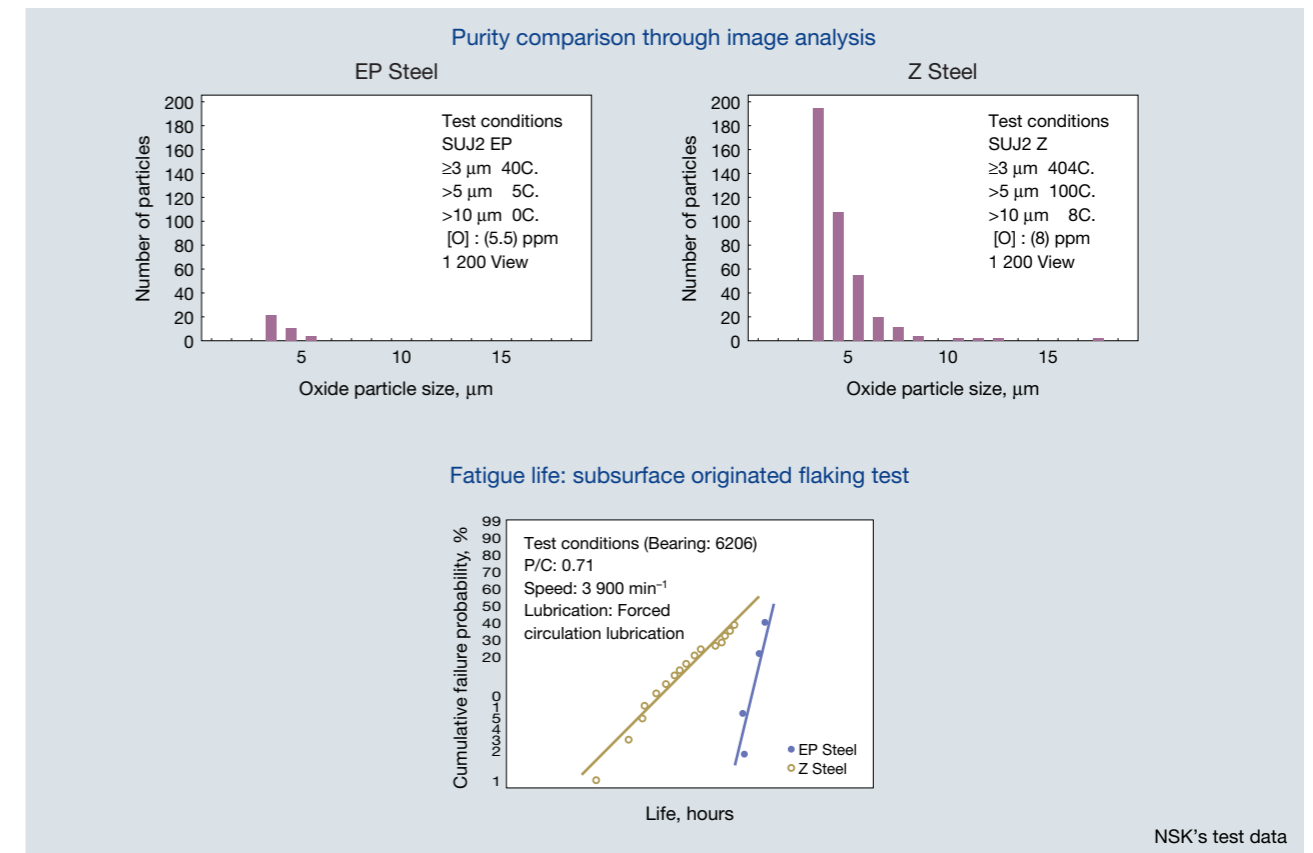 Purity comparison through image analysis
EP Steel
Number of particles
200
180
160
140
120
100
80
60
40
20
0
Test conditions
SUJ2 EP
≥3 μm 40C.
>5 μm 5C.
>10 μm 0C.
[O] : (5.5) ppm
1 200 View
5 10 15
Oxide particle size, μm
Z Steel
Number of particles
200
180
160
140
120
100
80
60
40
20
0
Test conditions
SUJ2 Z
≥3 μm 404C.
>5 μm 100C.
>10 μm 8C.
[O] : (8) ppm
1 200 View
5 10 15
Oxide particle size, μm
Fatigue life: subsurface originated flaking test
Cumulative failure probability, %
99
90
80
70
60
50
40
30
20
0
1
5
4
3
2
1
Test conditions (Bearing: 6206)
P/C: 0.71
Speed: 3 900 min⁻¹
Lubrication: Forced
circulation lubrication
EP Steel
Z Steel
Life, hours
NSK's test data